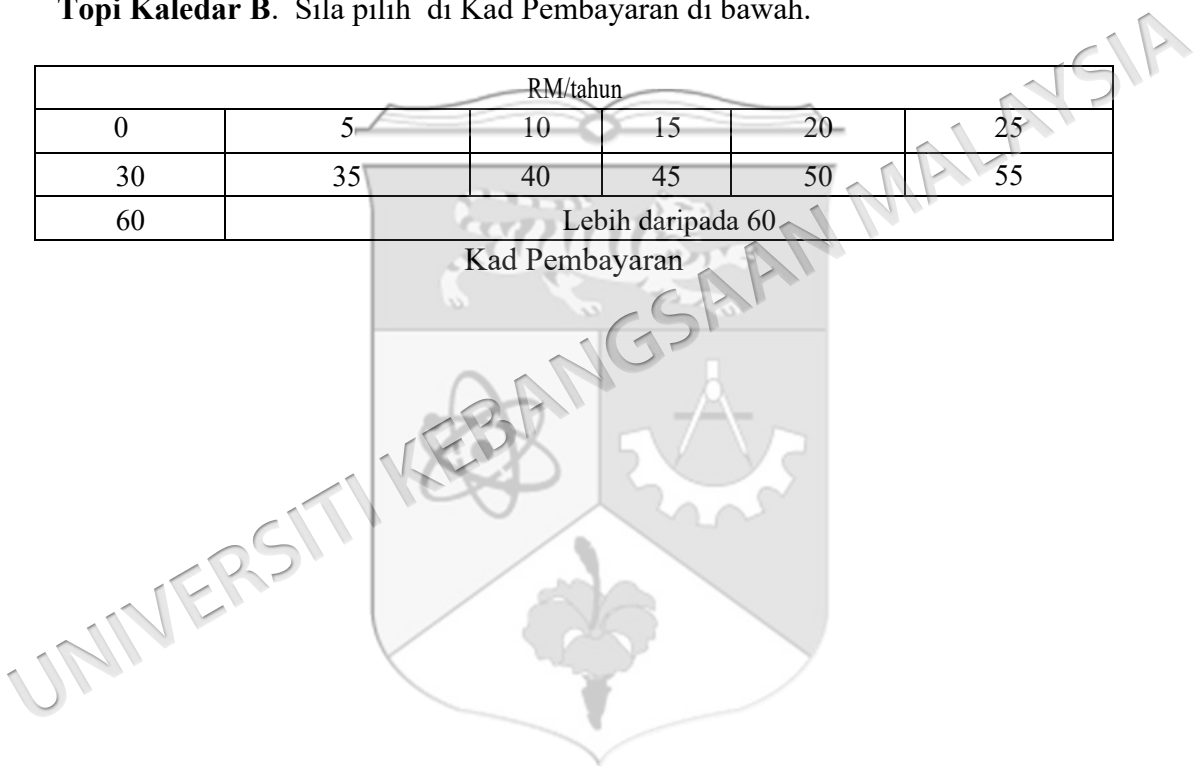 Topi Kaledar B. Sila pilih di Kad Pembayaran di bawah.
RM/tahun
0 5 10 15 20 25
30 35 40 45 50 55
60 Lebih daripada 60
Kad Pembayaran
UNIVERSITI KEBANGSAAN MALAYSIA